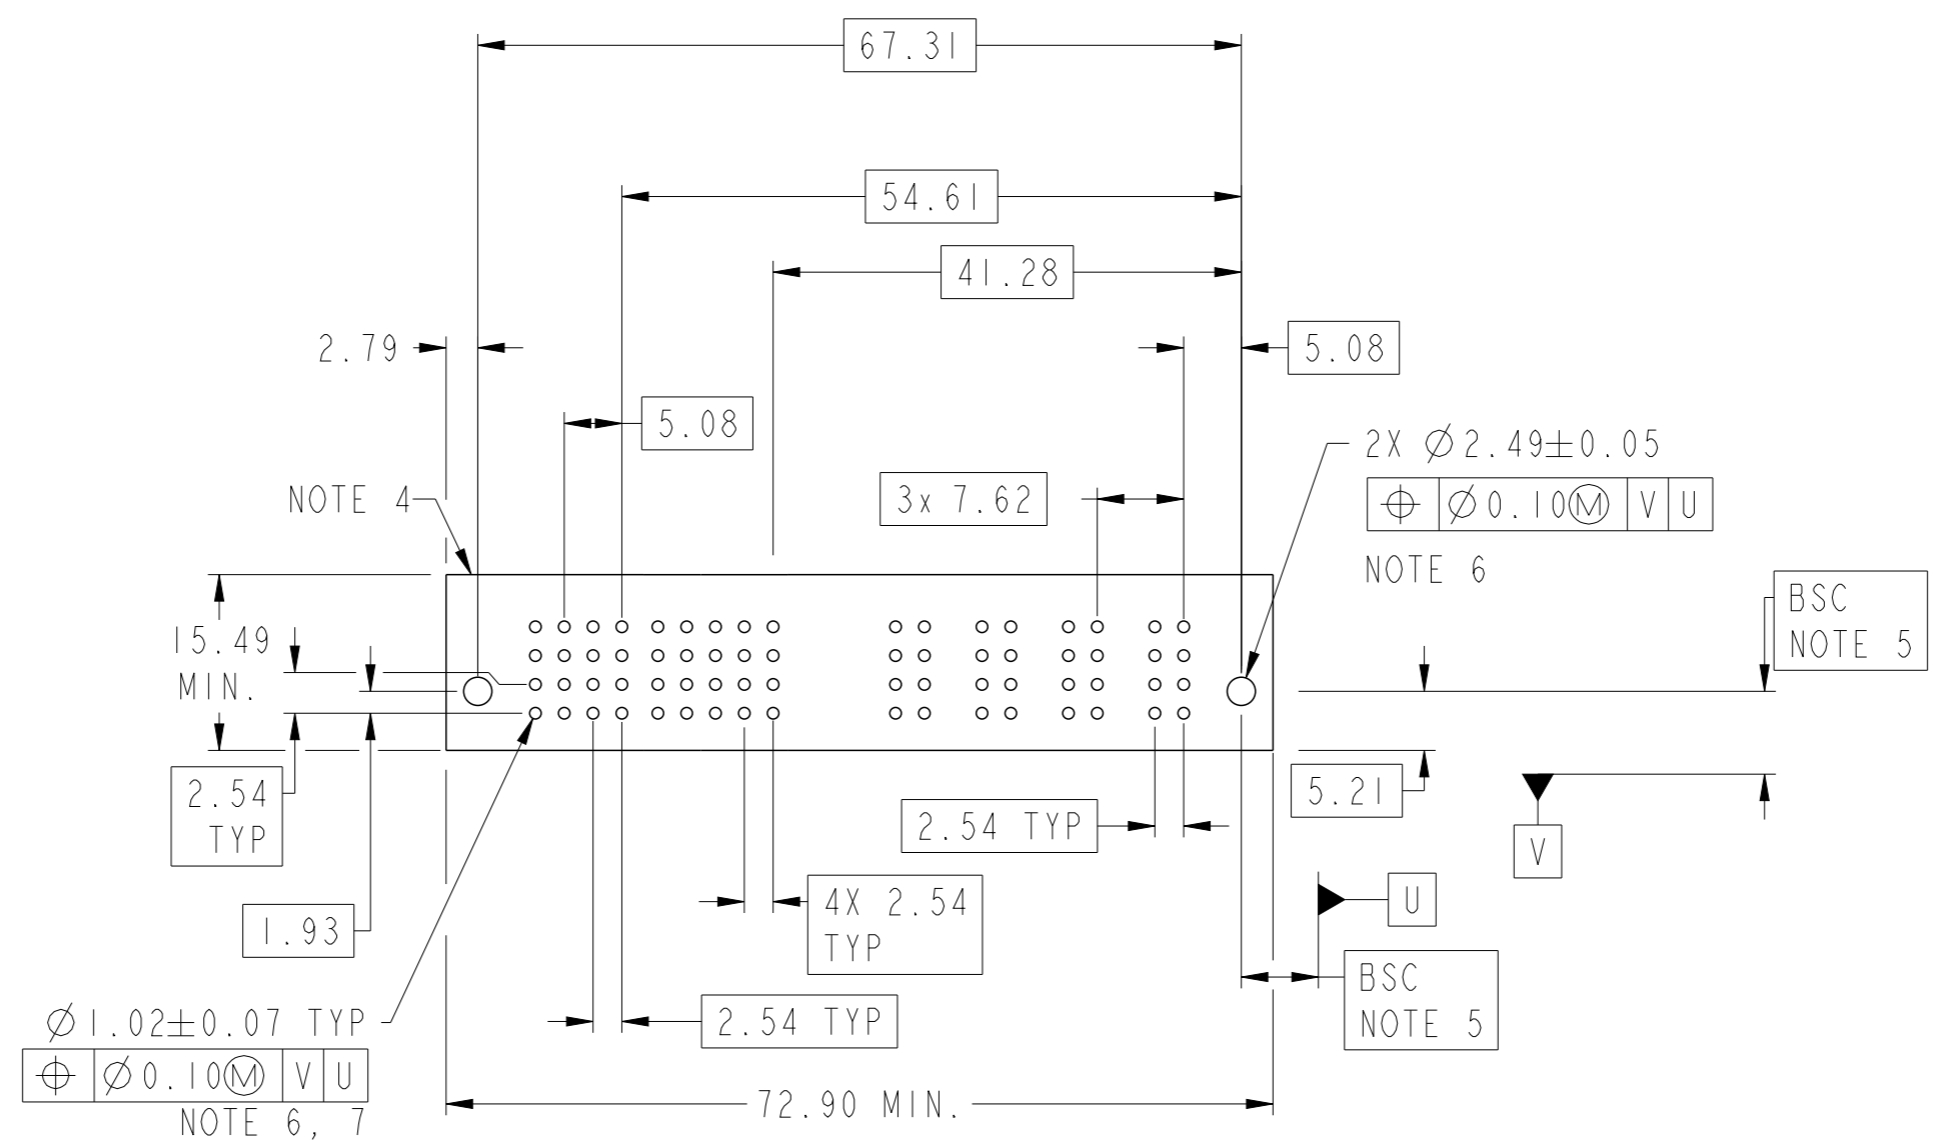 67.31
54.61
41.28
2.79
5.08
5.08
2X ∅2.49±0.05
⌖ ∅0.10Ⓜ V U
NOTE 6
3x 7.62
NOTE 4
BSC
NOTE 5
15.49
MIN.
2.54
TYP
5.21
2.54 TYP
V
4X 2.54
TYP
U
1.93
BSC
NOTE 5
∅1.02±0.07 TYP
⌖ ∅0.10Ⓜ V U
NOTE 6, 7
2.54 TYP
72.90 MIN.